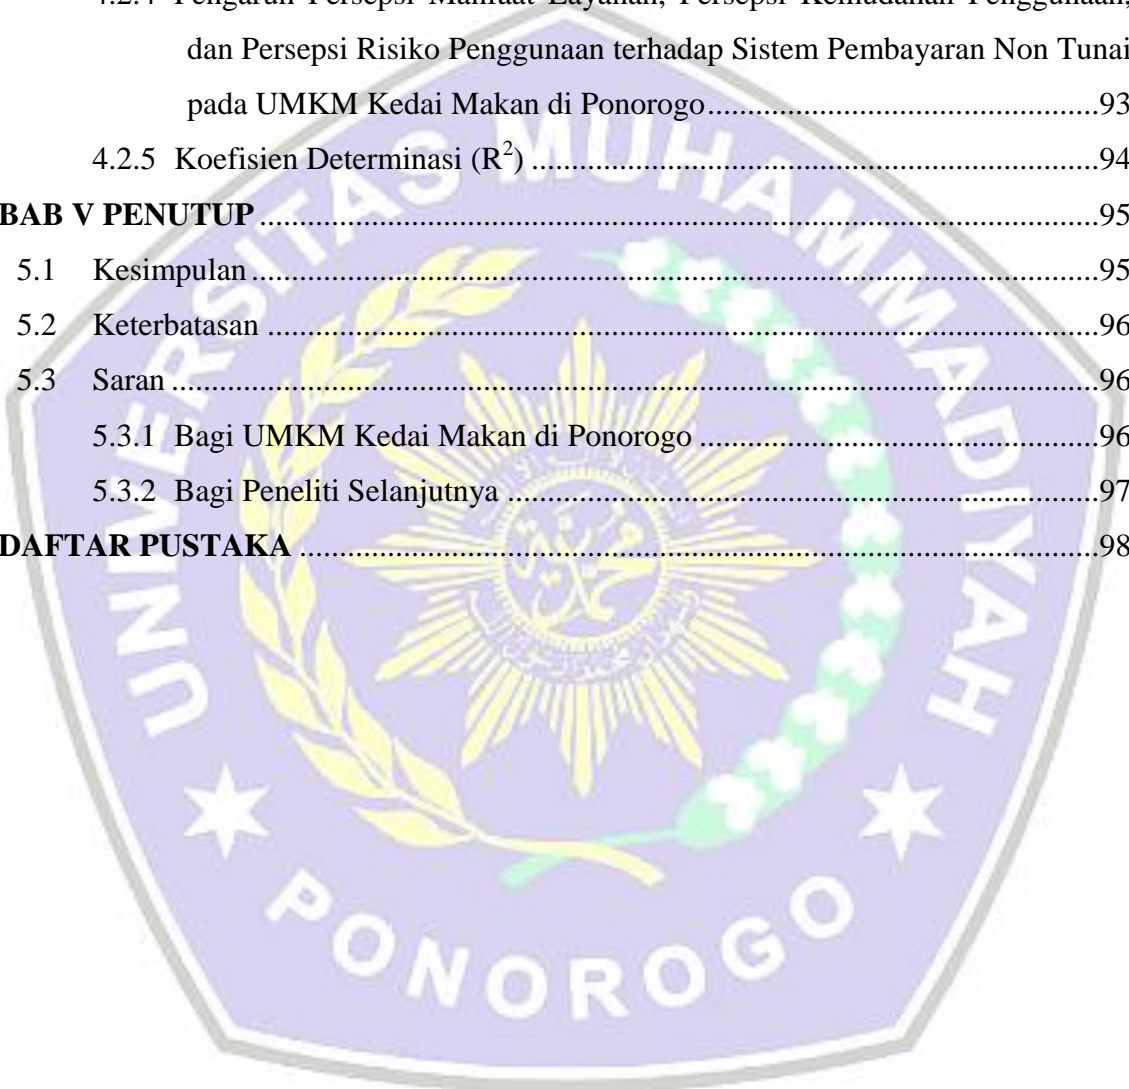 4.2.4 Pengaruh Persepsi Manfaat Layanan, Persepsi Kemudahan Penggunaan,
dan Persepsi Risiko Penggunaan terhadap Sistem Pembayaran Non Tunai
pada UMKM Kedai Makan di Ponorogo..........93
4.2.5 Koefisien Determinasi (R²)..........94
BAB V PENUTUP..........95
5.1 Kesimpulan..........95
5.2 Keterbatasan..........96
5.3 Saran..........96
5.3.1 Bagi UMKM Kedai Makan di Ponorogo..........96
5.3.2 Bagi Peneliti Selanjutnya..........97
DAFTAR PUSTAKA..........98
UNIVERSITAS MUHAMMADIYAH
PONOROGO